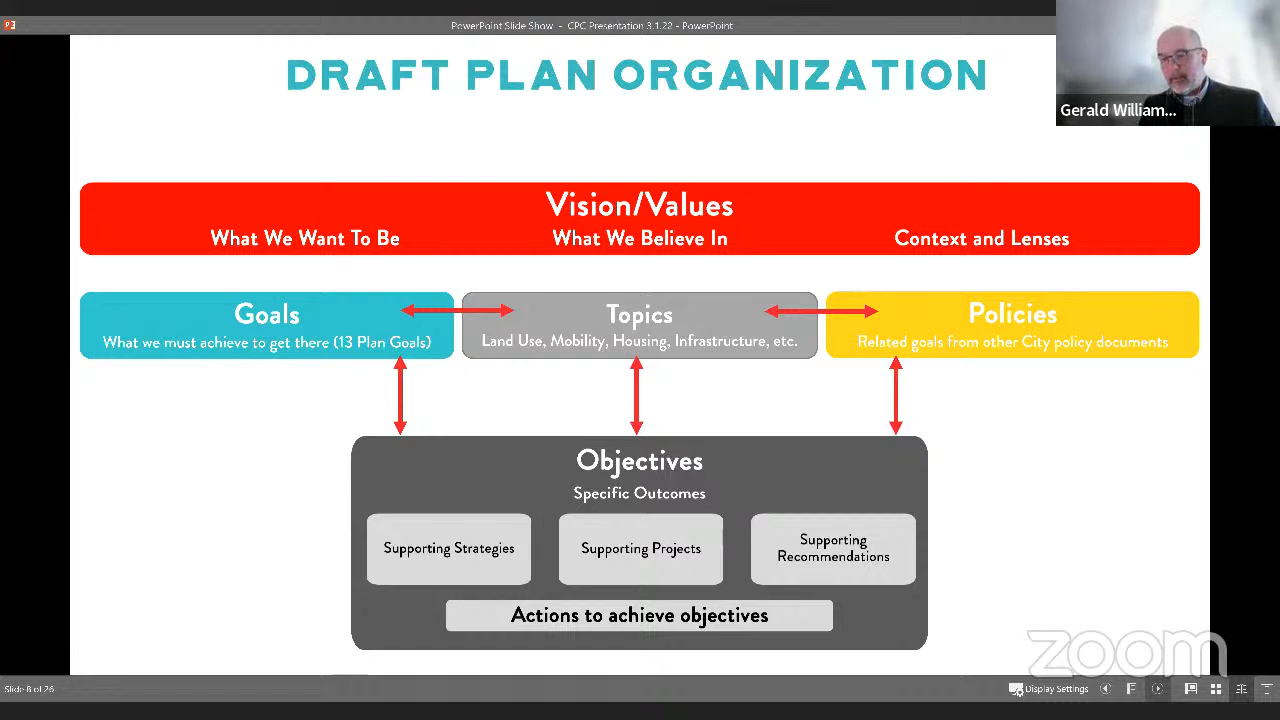 PowerPoint Slide Show - CPC Presentation 3.1.22 - PowerPoint
DRAFT PLAN ORGANIZATION
Gerald William...
Vision/Values
What We Want To Be
What We Believe In
Context and Lenses
Goals
What we must achieve to get there (13 Plan Goals)
Topics
Land Use, Mobility, Housing, Infrastructure, etc.
Policies
Related goals from other City policy documents
Objectives
Specific Outcomes
Supporting Strategies
Supporting Projects
Supporting
Recommendations
Actions to achieve objectives
zoom
Slide 8 of 26
Display Settings